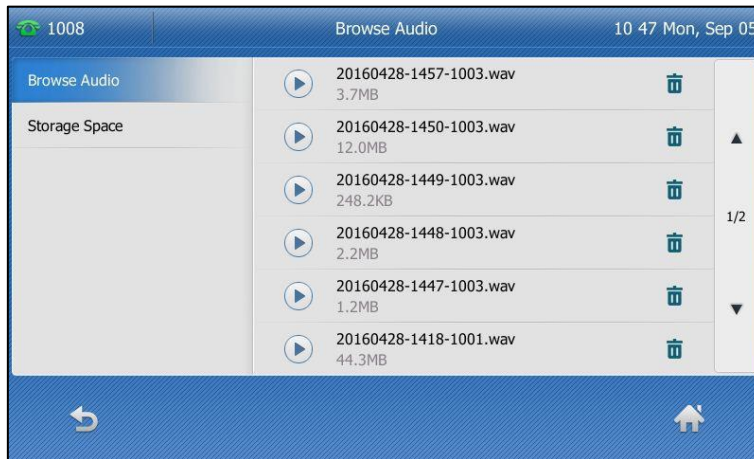 1008
Browse Audio
10 47 Mon, Sep 05
Browse Audio
Storage Space
20160428-1457-1003.wav
3.7MB
20160428-1450-1003.wav
12.0MB
20160428-1449-1003.wav
248.2KB
20160428-1448-1003.wav
2.2MB
20160428-1447-1003.wav
1.2MB
20160428-1418-1001.wav
44.3MB
1/2